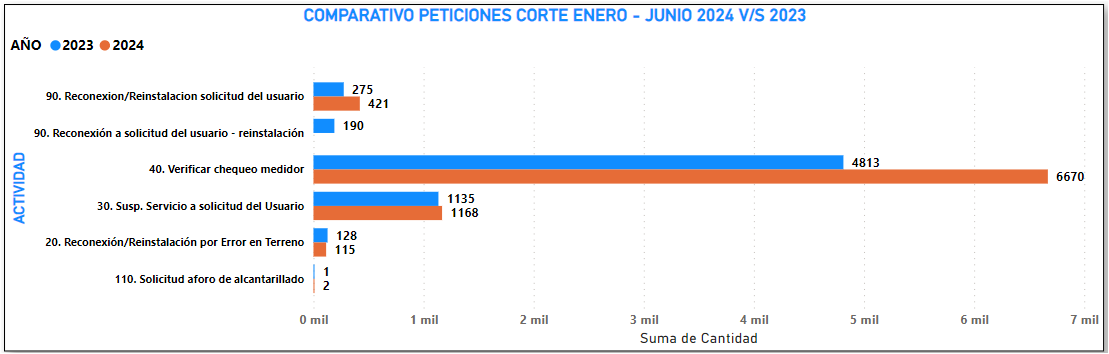 COMPARATIVO PETICIONES CORTE ENERO - JUNIO 2024 V/S 2023
AÑO 2023 2024
ACTIVIDAD
90. Reconexion/Reinstalacion solicitud del usuario 275
421
90. Reconexión a solicitud del usuario - reinstalación 190
40. Verificar chequeo medidor 4813
6670
30. Susp. Servicio a solicitud del Usuario 1135
1168
20. Reconexión/Reinstalación por Error en Terreno 128
115
110. Solicitud aforo de alcantarillado 1
2
0 mil 1 mil 2 mil 3 mil 4 mil 5 mil 6 mil 7 mil
Suma de Cantidad